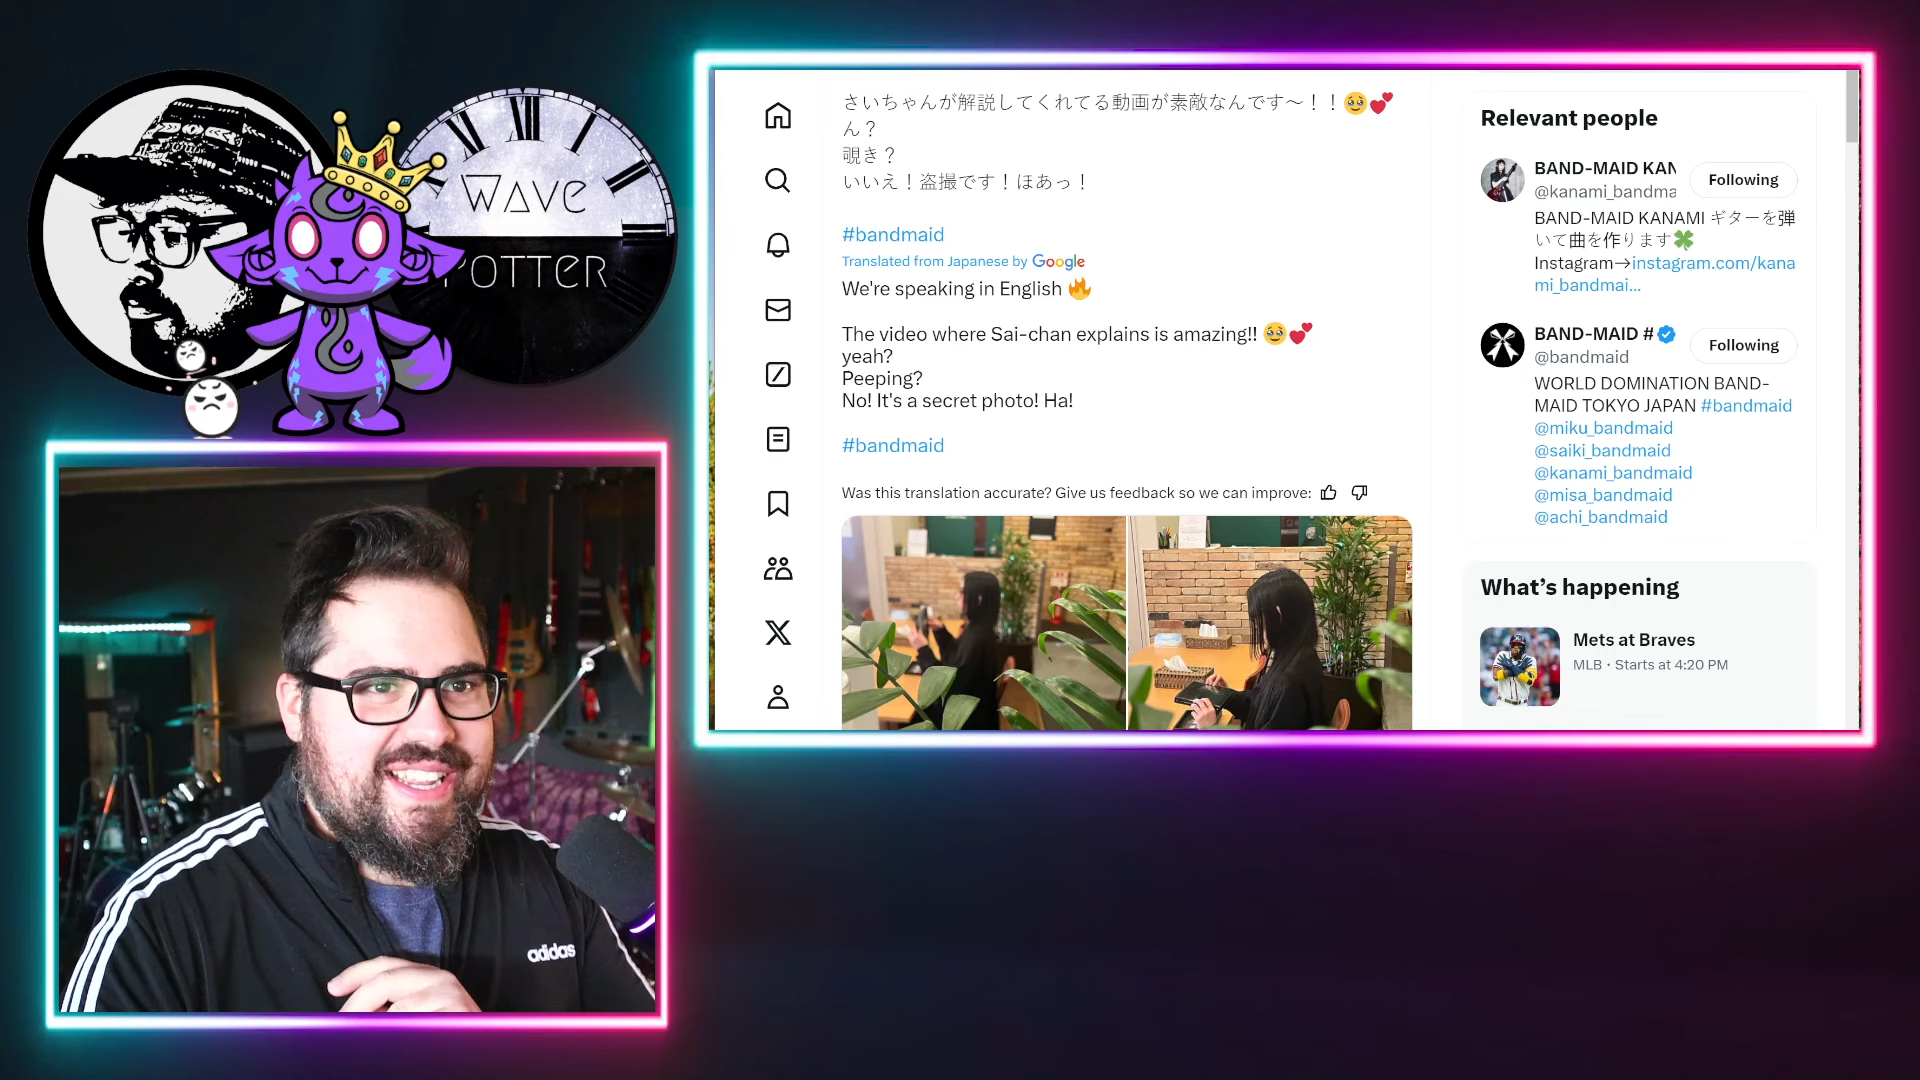 WAVE
POTTER
adidas
さいちゃんが解説してくれてる動画が素敵なんです〜！！🥹💕
ん？
覗き？
いいえ！盗撮です！ほあっ！
#bandmaid
Translated from Japanese by Google
We're speaking in English 🔥
The video where Sai-chan explains is amazing!! 🥹💕
yeah?
Peeping?
No! It's a secret photo! Ha!
#bandmaid
Was this translation accurate? Give us feedback so we can improve:
Relevant people
BAND-MAID KAN
@kanami_bandma
Following
BAND-MAID KANAMI ギターを弾
いて曲を作ります🍀
Instagram→instagram.com/kana
mi_bandmai...
BAND-MAID #
@bandmaid
Following
WORLD DOMINATION BAND-
MAID TOKYO JAPAN #bandmaid
@miku_bandmaid
@saiki_bandmaid
@kanami_bandmaid
@misa_bandmaid
@achi_bandmaid
What's happening
Mets at Braves
MLB · Starts at 4:20 PM